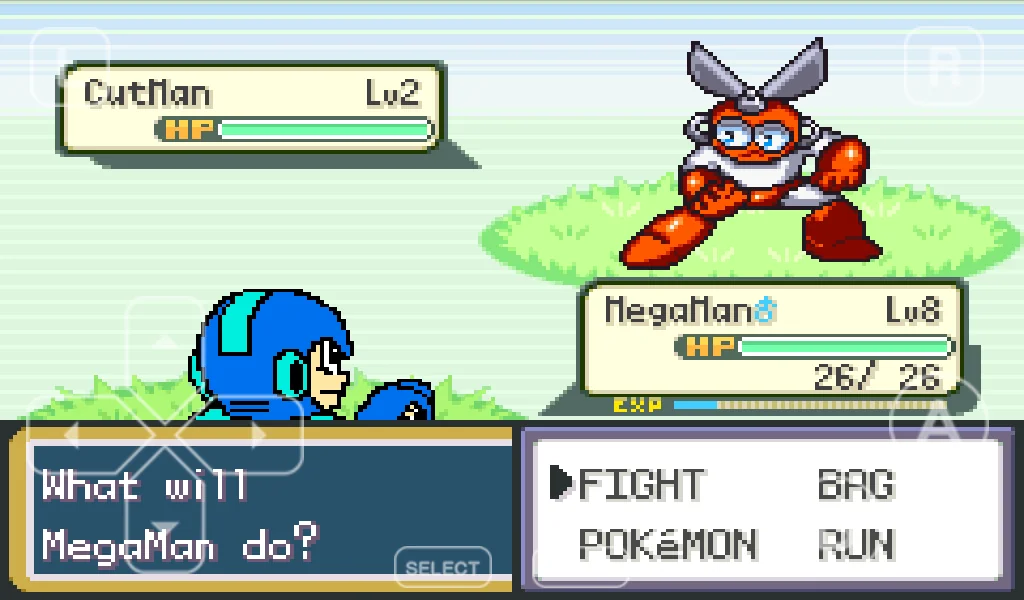 L
R
CutMan Lv2
HP
MegaMan♂ Lv8
HP
26/ 26
EXP
A
What will
MegaMan do?
FIGHT BAG
POKéMON RUN
SELECT